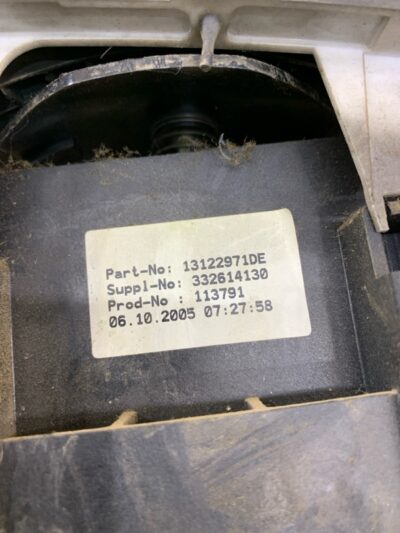 Part-No: 13122971DE
Suppl-No: 332614130
Prod-No : 113791
06.10.2005 07:27:58